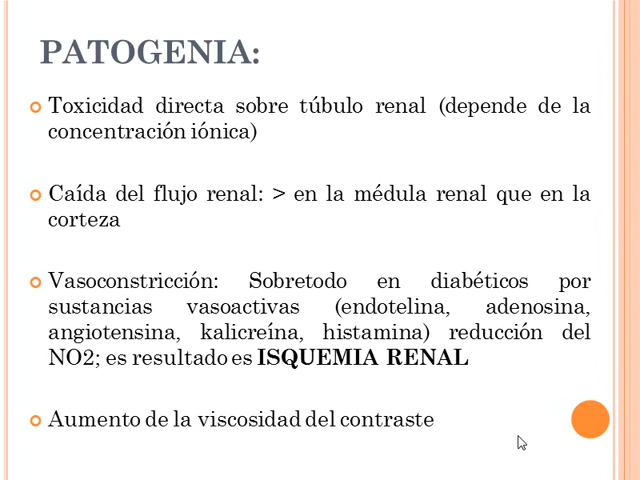 PATOGENIA:
Toxicidad directa sobre túbulo renal (depende de la
concentración iónica)
Caída del flujo renal: > en la médula renal que en la
corteza
Vasoconstricción: Sobretodo en diabéticos por
sustancias vasoactivas (endotelina, adenosina,
angiotensina, kalicreína, histamina) reducción del
NO2; es resultado es ISQUEMIA RENAL
Aumento de la viscosidad del contraste